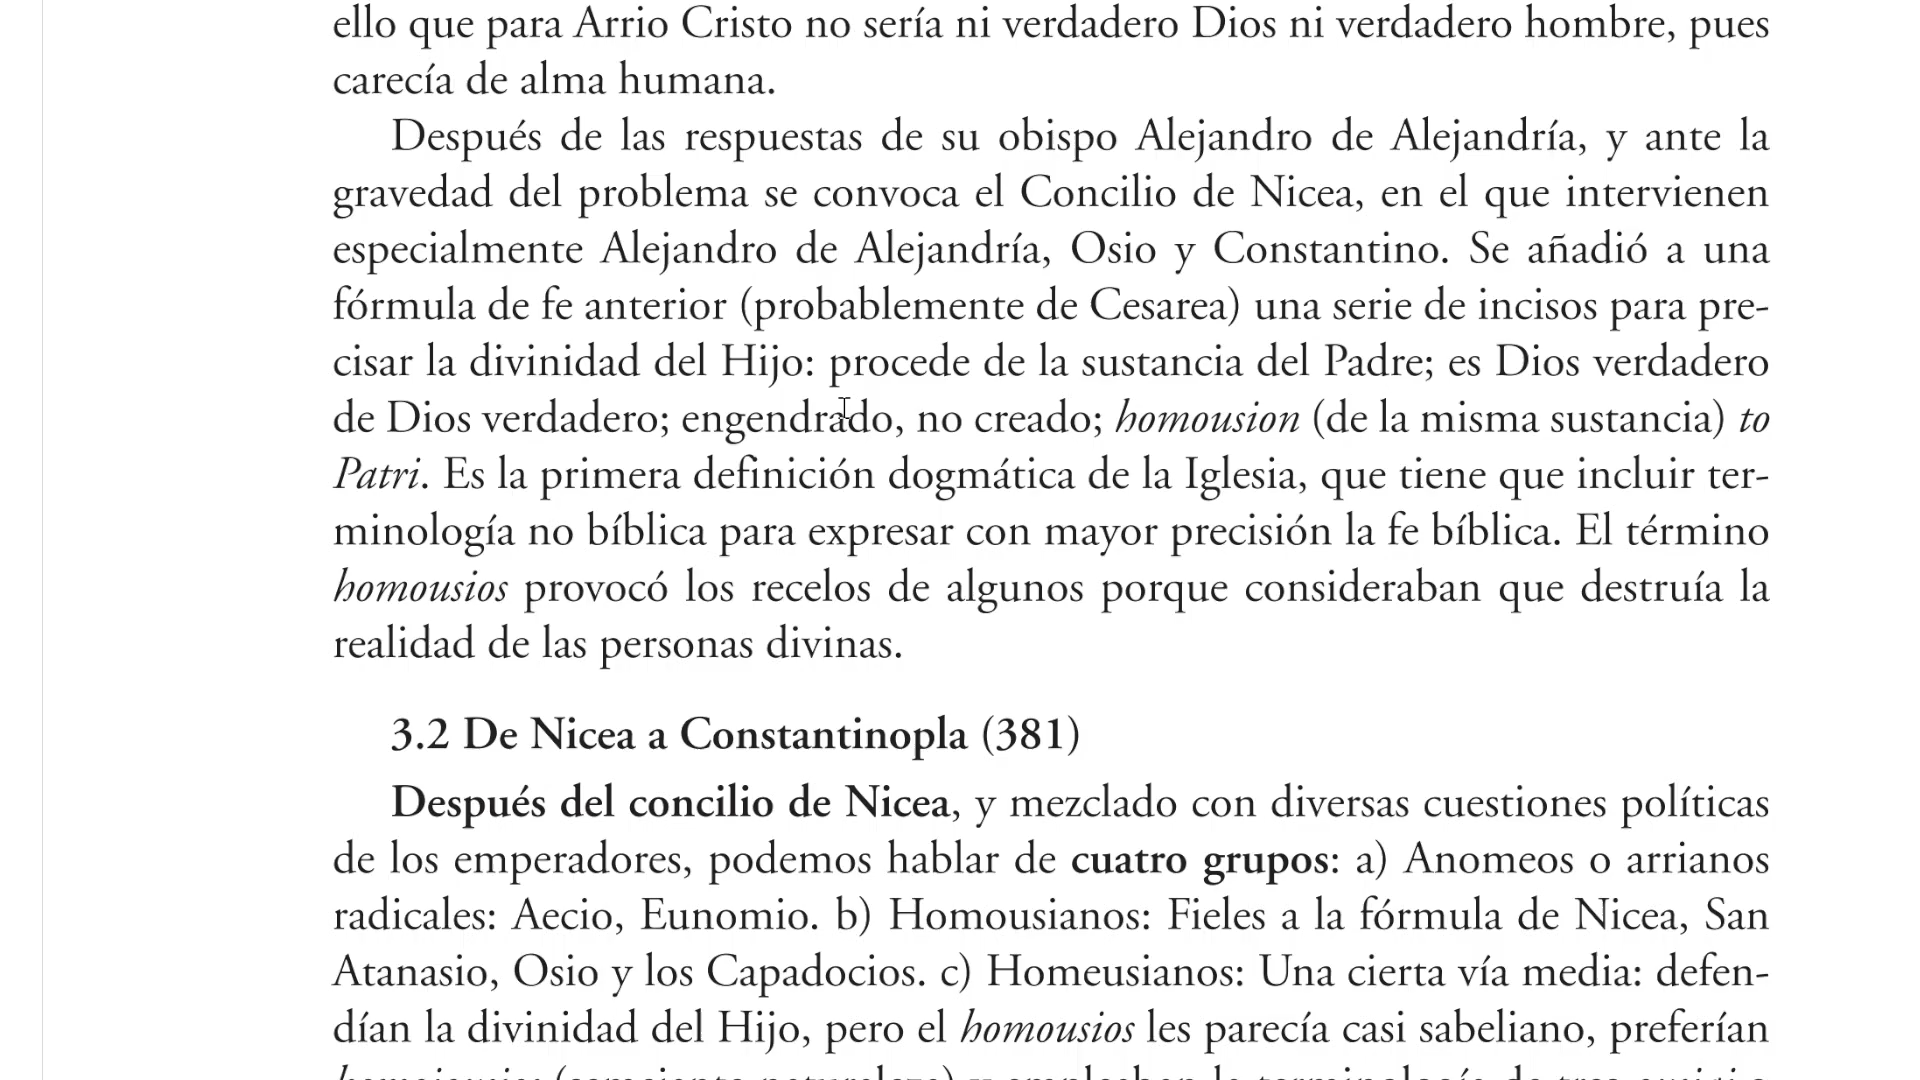 ello que para Arrio Cristo no sería ni verdadero Dios ni verdadero hombre, pues
carecía de alma humana.
Después de las respuestas de su obispo Alejandro de Alejandría, y ante la
gravedad del problema se convoca el Concilio de Nicea, en el que intervienen
especialmente Alejandro de Alejandría, Osio y Constantino. Se añadió a una
fórmula de fe anterior (probablemente de Cesarea) una serie de incisos para pre-
cisar la divinidad del Hijo: procede de la sustancia del Padre; es Dios verdadero
de Dios verdadero; engendrado, no creado; homousion (de la misma sustancia) to
Patri. Es la primera definición dogmática de la Iglesia, que tiene que incluir ter-
minología no bíblica para expresar con mayor precisión la fe bíblica. El término
homousios provocó los recelos de algunos porque consideraban que destruía la
realidad de las personas divinas.
3.2 De Nicea a Constantinopla (381)
Después del concilio de Nicea, y mezclado con diversas cuestiones políticas
de los emperadores, podemos hablar de cuatro grupos: a) Anomeos o arrianos
radicales: Aecio, Eunomio. b) Homousianos: Fieles a la fórmula de Nicea, San
Atanasio, Osio y los Capadocios. c) Homeusianos: Una cierta vía media: defen-
dían la divinidad del Hijo, pero el homousios les parecía casi sabeliano, preferían